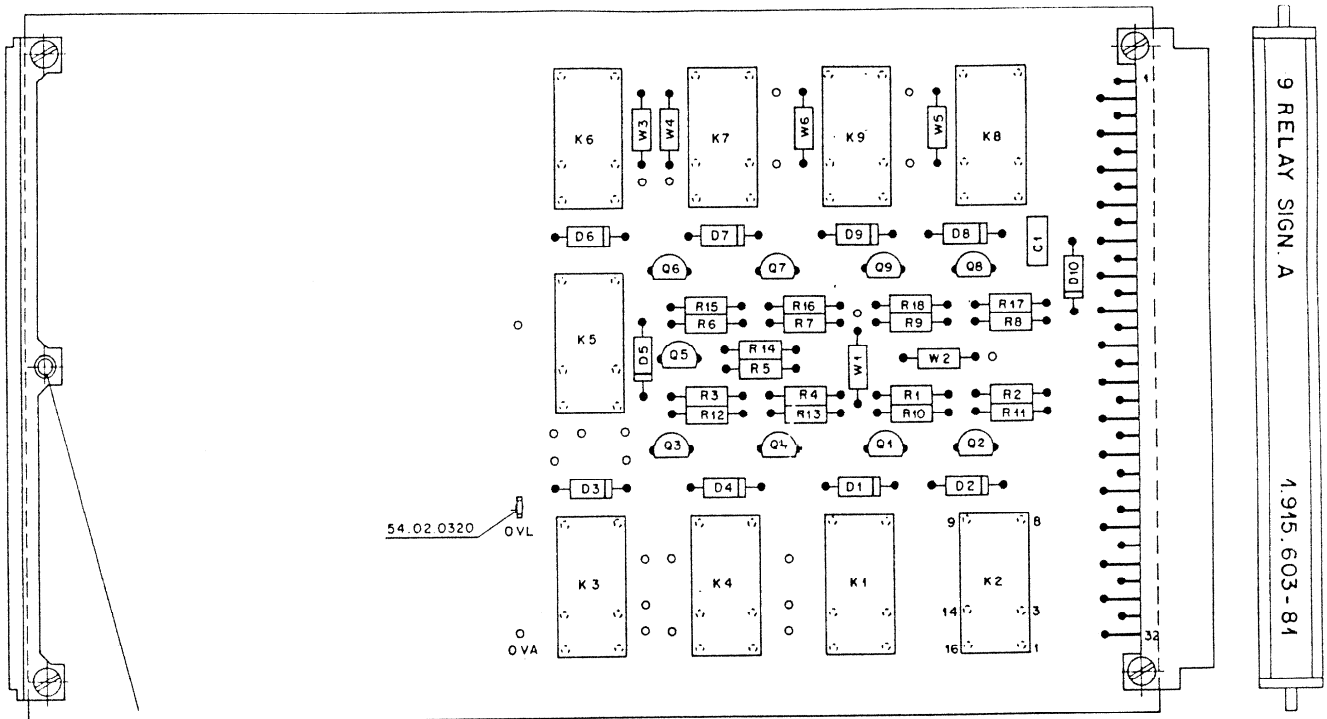 1
K6
W3
W4
K7
W6
K9
W5
K8
D6
D7
D9
D8
C1
D10
Q6
Q7
Q9
Q8
R15
R16
R18
R17
R6
R7
R9
R8
K5
D5
Q5
R14
R5
W1
W2
R3
R4
R1
R2
R12
R13
R10
R11
Q3
Q4
Q1
Q2
D3
D4
D1
D2
54.02.0320
0VL
9
8
K3
K4
K1
K2
14
3
0VA
16
1
32
9 RELAY SIGN. A
1.915.603-81